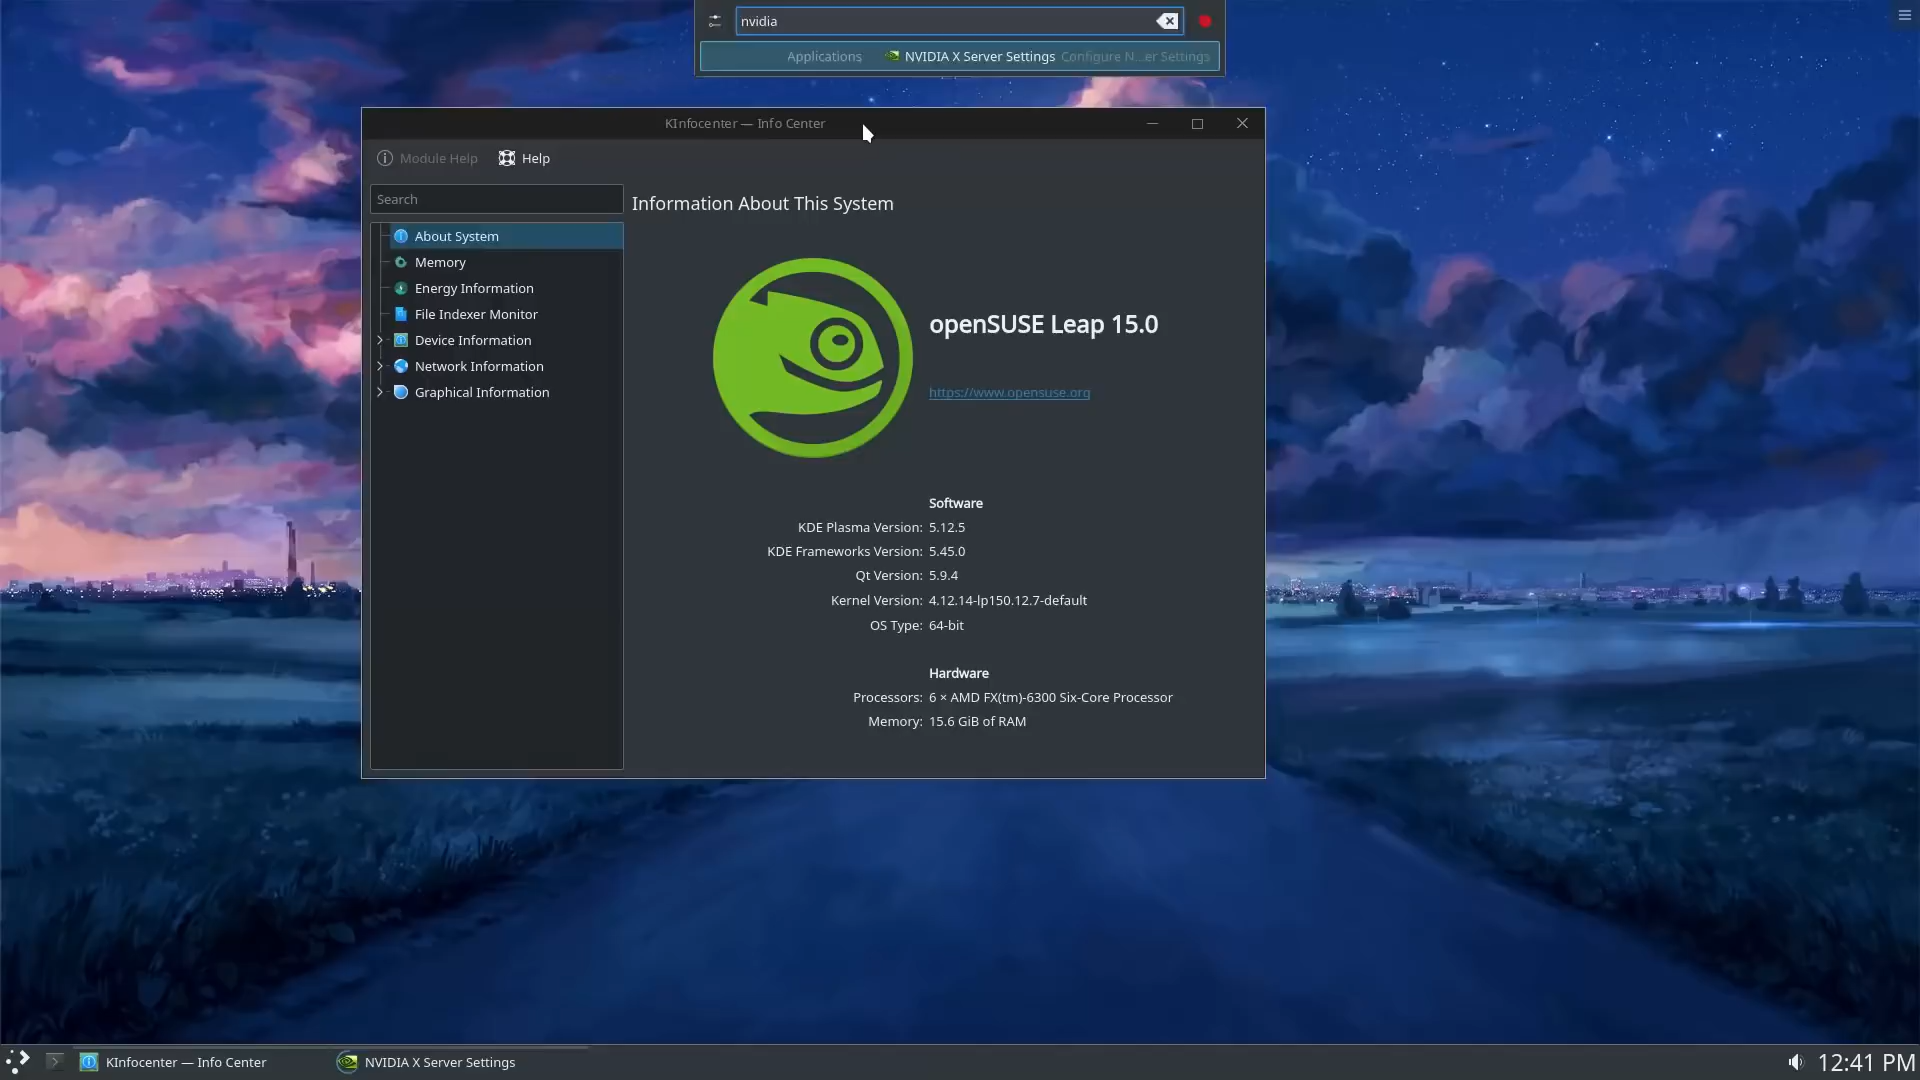 nvidia
Applications NVIDIA X Server Settings Configure N...er Settings
KInfocenter — Info Center
Module Help Help
Search
Information About This System
About System
Memory
Energy Information
File Indexer Monitor
Device Information
Network Information
Graphical Information
openSUSE Leap 15.0
https://www.opensuse.org
Software
KDE Plasma Version: 5.12.5
KDE Frameworks Version: 5.45.0
Qt Version: 5.9.4
Kernel Version: 4.12.14-lp150.12.7-default
OS Type: 64-bit
Hardware
Processors: 6 × AMD FX(tm)-6300 Six-Core Processor
Memory: 15.6 GiB of RAM
KInfocenter — Info Center NVIDIA X Server Settings 12:41 PM